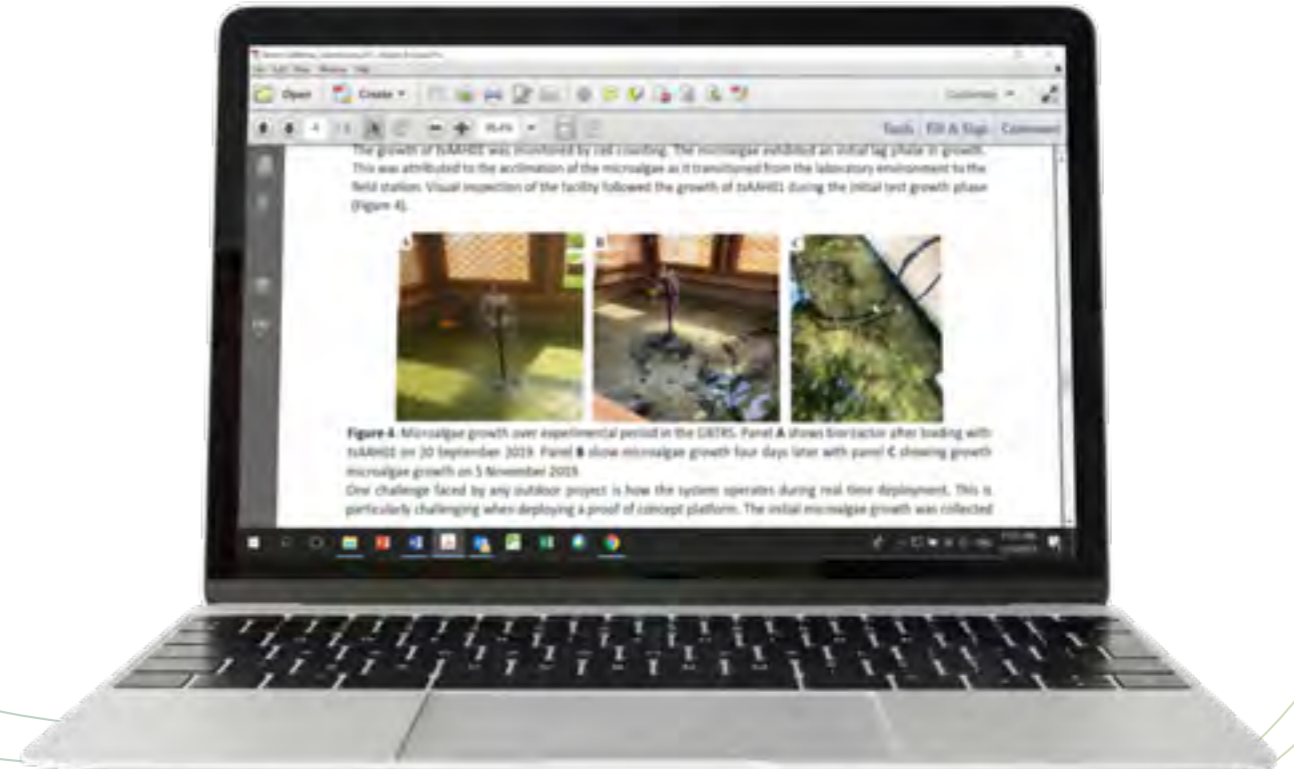 Open Create Customize
Tools Fill & Sign Comment
The growth of was monitored by cell counting. The microalgae exhibited an initial lag phase in growth.
This was attributed to the acclimation of the microalgae as it transitioned from the laboratory environment to the
field station. Visual inspection of the facility followed the growth of during the initial test growth phase
(Figure 4).
A B C
Figure 4. Microalgae growth over experimental period in the Panel A shows bioreactor after loading with
on 20 September 2019. Panel B show microalgae growth four days later with panel C showing growth
microalgae growth on 5 November 2019.
One challenge faced by any outdoor project is how the system operates during real time deployment. This is
particularly challenging when deploying a proof of concept platform. The initial microalgae growth was collected